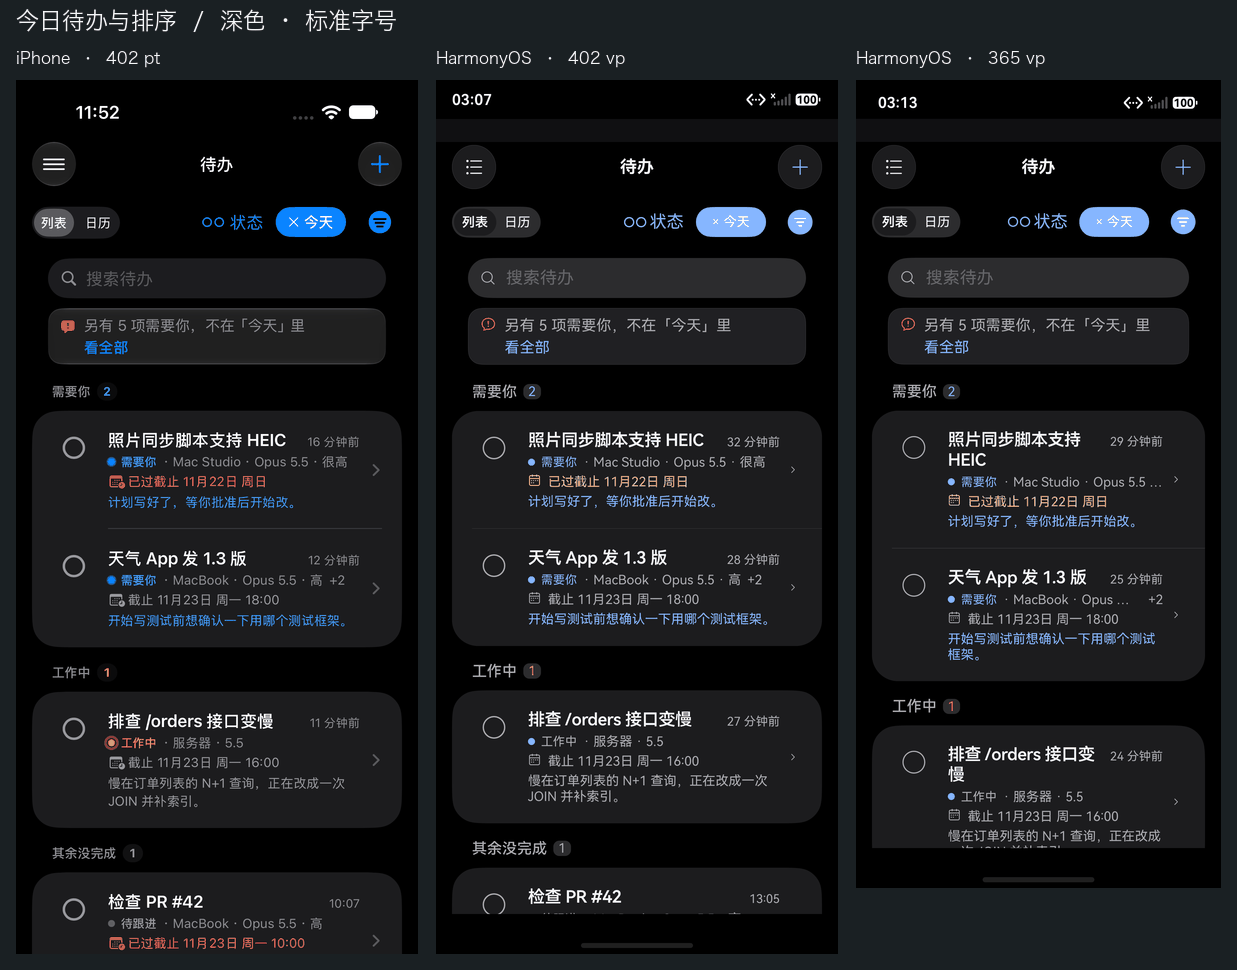 今日待办与排序 / 深色 · 标准字号
iPhone · 402 pt
11:52
待办
列表 日历 状态 × 今天
搜索待办
另有 5 项需要你，不在「今天」里
看全部
需要你 2
照片同步脚本支持 HEIC 16 分钟前
需要你 · Mac Studio · Opus 5.5 · 很高
已过截止 11月22日 周日
计划写好了，等你批准后开始改。
天气 App 发 1.3 版 12 分钟前
需要你 · MacBook · Opus 5.5 · 高 +2
截止 11月23日 周一 18:00
开始写测试前想确认一下用哪个测试框架。
工作中 1
排查 /orders 接口变慢 11 分钟前
工作中 · 服务器 · 5.5
截止 11月23日 周一 16:00
慢在订单列表的 N+1 查询，正在改成一次
JOIN 并补索引。
其余没完成 1
检查 PR #42 10:07
待跟进 · MacBook · Opus 5.5 · 高
已过截止 11月23日 周一 10:00
HarmonyOS · 402 vp
03:07 100
待办
列表 日历 状态 × 今天
搜索待办
另有 5 项需要你，不在「今天」里
看全部
需要你 2
照片同步脚本支持 HEIC 32 分钟前
需要你 · Mac Studio · Opus 5.5 · 很高
已过截止 11月22日 周日
计划写好了，等你批准后开始改。
天气 App 发 1.3 版 28 分钟前
需要你 · MacBook · Opus 5.5 · 高 +2
截止 11月23日 周一 18:00
开始写测试前想确认一下用哪个测试框架。
工作中 1
排查 /orders 接口变慢 27 分钟前
工作中 · 服务器 · 5.5
截止 11月23日 周一 16:00
慢在订单列表的 N+1 查询，正在改成一次
JOIN 并补索引。
其余没完成 1
检查 PR #42 13:05
HarmonyOS · 365 vp
03:13 100
待办
列表 日历 状态 × 今天
搜索待办
另有 5 项需要你，不在「今天」里
看全部
需要你 2
照片同步脚本支持 29 分钟前
HEIC
需要你 · Mac Studio · Opus 5.5 ...
已过截止 11月22日 周日
计划写好了，等你批准后开始改。
天气 App 发 1.3 版 25 分钟前
需要你 · MacBook · Opus ... +2
截止 11月23日 周一 18:00
开始写测试前想确认一下用哪个测试
框架。
工作中 1
排查 /orders 接口变 24 分钟前
慢
工作中 · 服务器 · 5.5
截止 11月23日 周一 16:00
慢在订单列表的 N+1 查询，正在改成